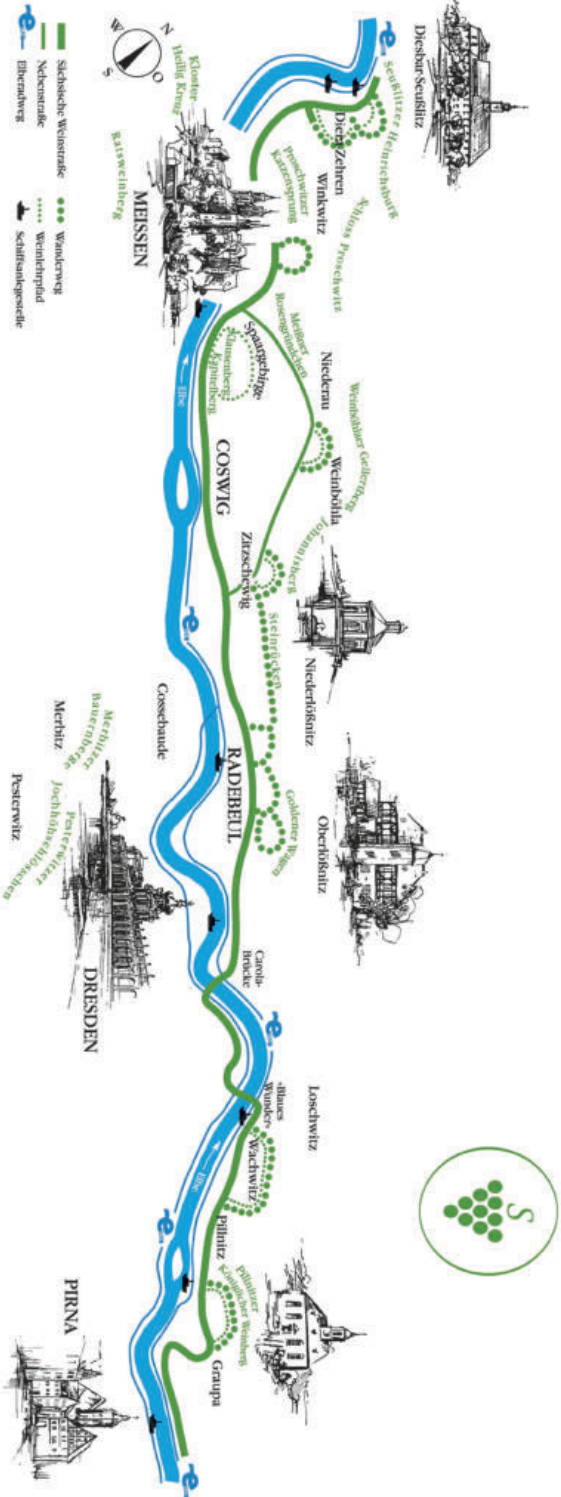 Diesbar-Seußlitz
Seußlitzer Heinrichsburg
Diera-Zehren
Winkwitz
Proschwitzer
Katzensprung
Schloss Proschwitz
N
O
S
W
Kloster
Heilig Kreuz
Ratsweinberg
MEISSEN
Sächsische Weinstraße
Nebenstraße
Elberadweg
Wanderweg
Weinlehrpfad
Schiffsanlegestelle
Meißner
Rosengründchen
Spaargebirge
Klausenberg
Kapitelberg
Elbe
Niederau
Weinböhlaer Gellertberg
Weinböhla
COSWIG
Johannisberg
Zitzschewig
Steinrücken
Niederlößnitz
Gossebaude
RADEBEUL
Goldener Wagen
Oberlößnitz
Merbitzer
Bauernberge
Merbitz
Pesterwitz
Pesterwitzer
Jochhöhschlösschen
DRESDEN
Carola-
Brücke
»Blaues
Wunder«
Loschwitz
Wachwitz
Elbe
Pillnitz
Pillnitzer
Königlicher Weinberg
Graupa
PIRNA
S